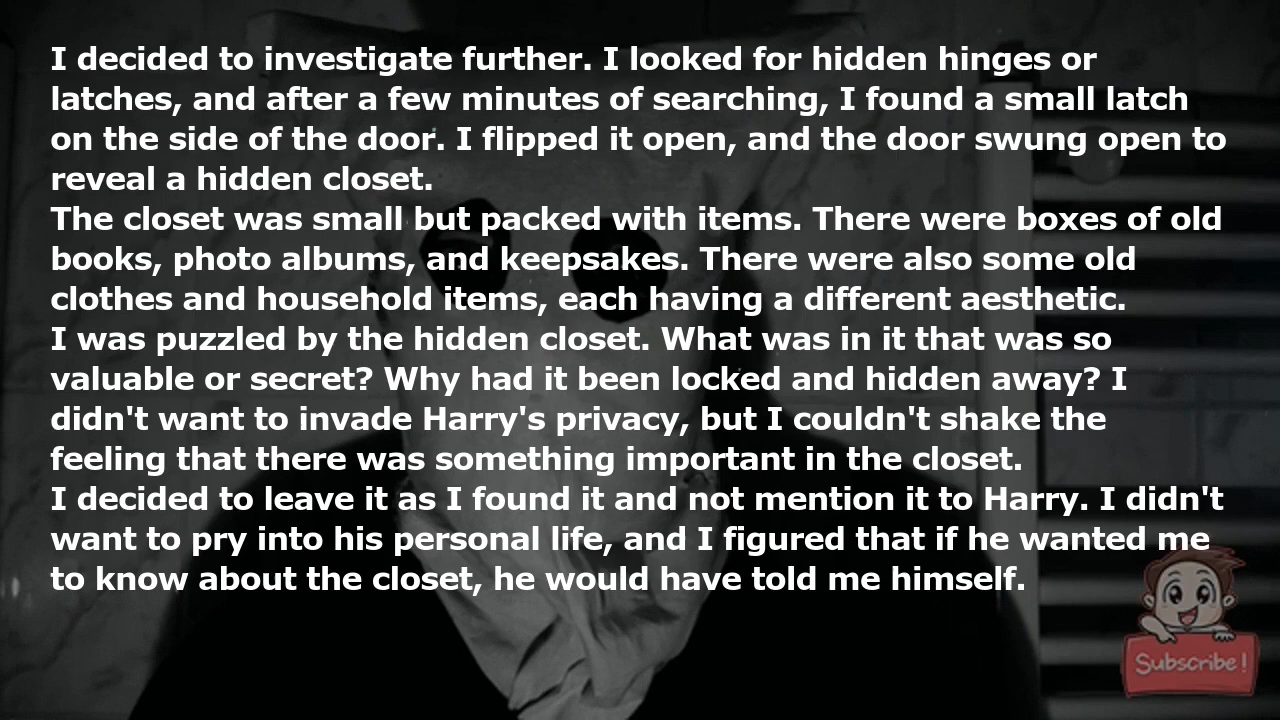 I decided to investigate further. I looked for hidden hinges or
latches, and after a few minutes of searching, I found a small latch
on the side of the door. I flipped it open, and the door swung open to
reveal a hidden closet.
The closet was small but packed with items. There were boxes of old
books, photo albums, and keepsakes. There were also some old
clothes and household items, each having a different aesthetic.
I was puzzled by the hidden closet. What was in it that was so
valuable or secret? Why had it been locked and hidden away? I
didn't want to invade Harry's privacy, but I couldn't shake the
feeling that there was something important in the closet.
I decided to leave it as I found it and not mention it to Harry. I didn't
want to pry into his personal life, and I figured that if he wanted me
to know about the closet, he would have told me himself.
Subscribe!